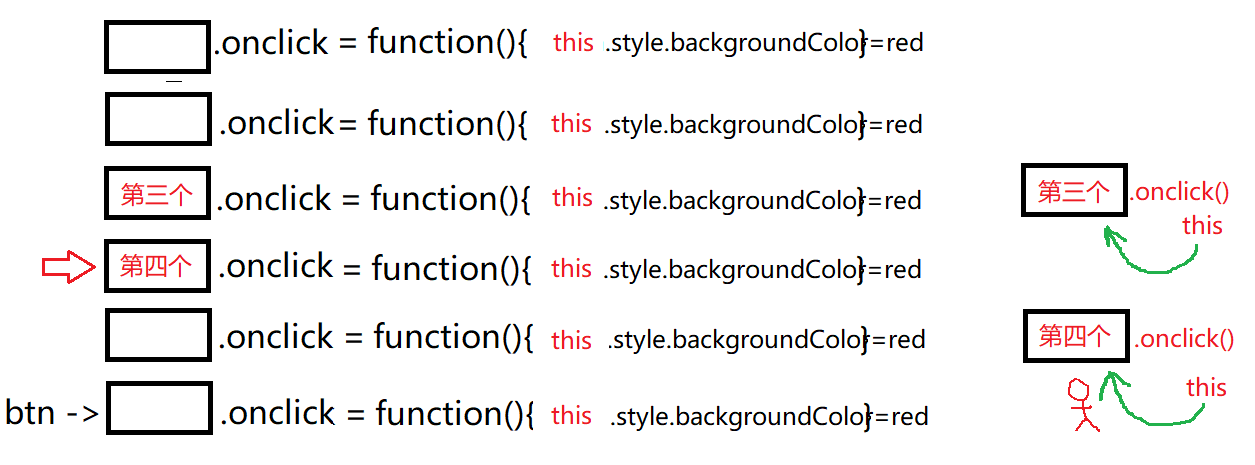 .onclick = function(){ this .style.backgroundColor=red }
.onclick = function(){ this .style.backgroundColor=red }
第三个 .onclick = function(){ this .style.backgroundColor=red }
第四个 .onclick = function(){ this .style.backgroundColor=red }
.onclick = function(){ this .style.backgroundColor=red }
btn -> .onclick = function(){ this .style.backgroundColor=red }
第三个 .onclick()
this
第四个 .onclick()
this